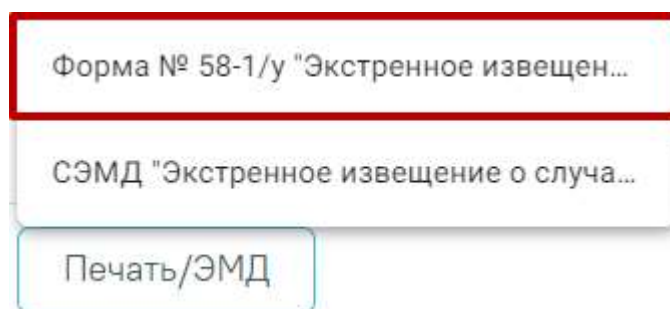 Форма № 58-1/у "Экстренное извещен...
СЭМД "Экстренное извещение о случа...
Печать/ЭМД